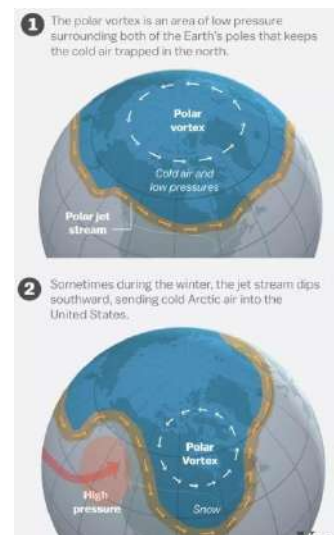 1
The polar vortex is an area of low pressure
surrounding both of the Earth's poles that keeps
the cold air trapped in the north.
Polar
vortex
Cold air and
low pressures
Polar jet
stream
2
Sometimes during the winter, the jet stream dips
southward, sending cold Arctic air into the
United States.
Polar
Vortex
High
pressure
Snow